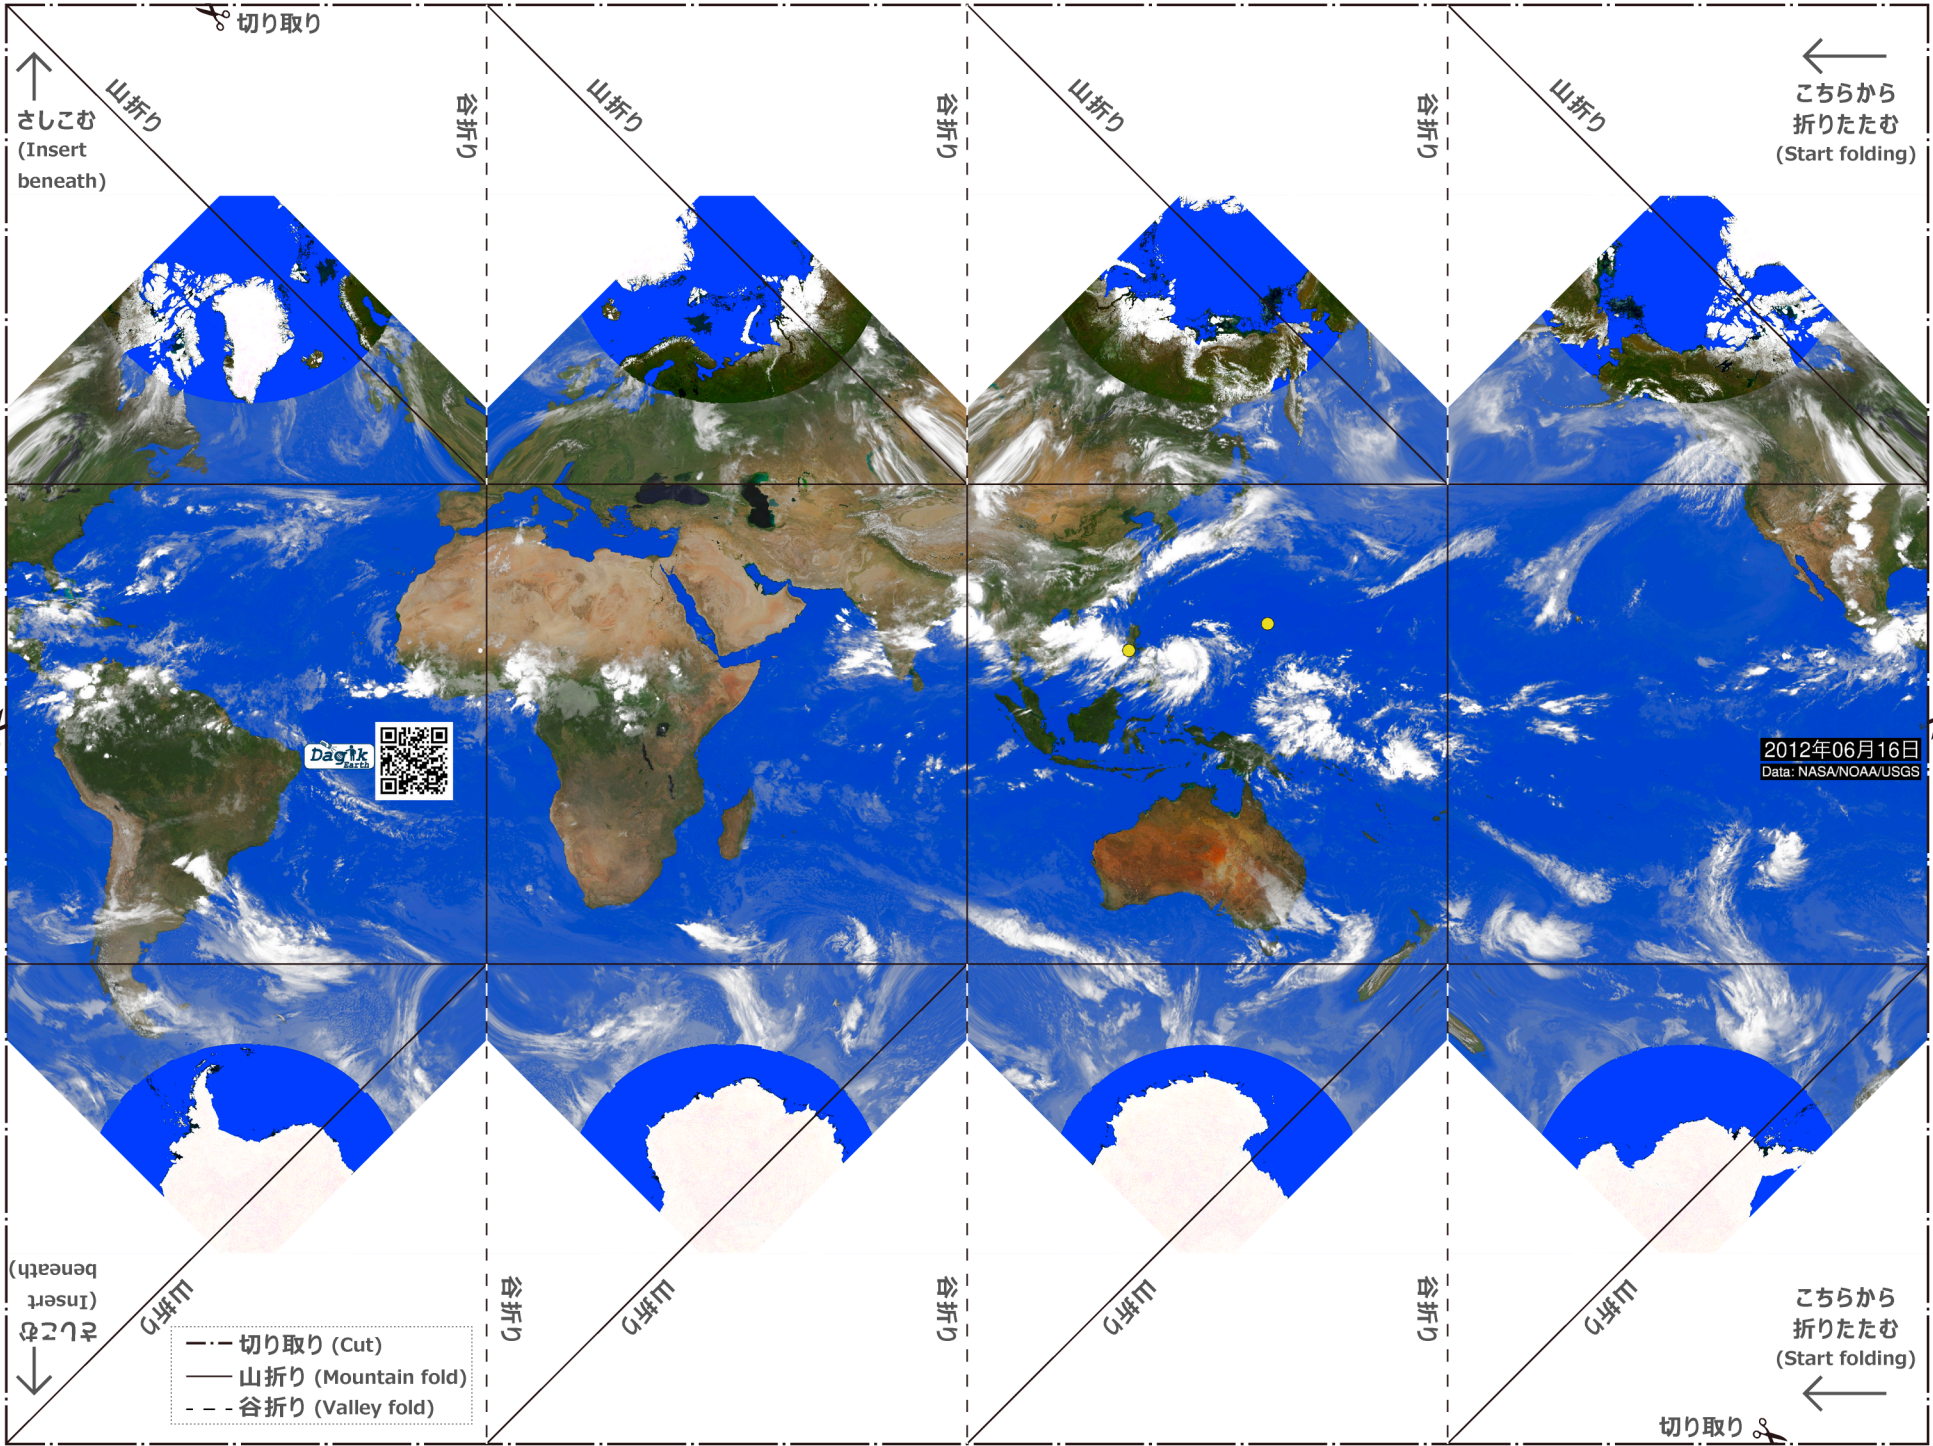 切り取り
山折り
谷折り
山折り
谷折り
山折り
谷折り
山折り
さしこむ
(Insert
beneath)
こちらから
折りたたむ
(Start folding)
Dagik
Earth
2012年06月16日
Data: NASA/NOAA/USGS
さしこむ
(Insert
beneath)
山折り
谷折り
山折り
谷折り
山折り
谷折り
山折り
こちらから
折りたたむ
(Start folding)
切り取り (Cut)
山折り (Mountain fold)
谷折り (Valley fold)
切り取り